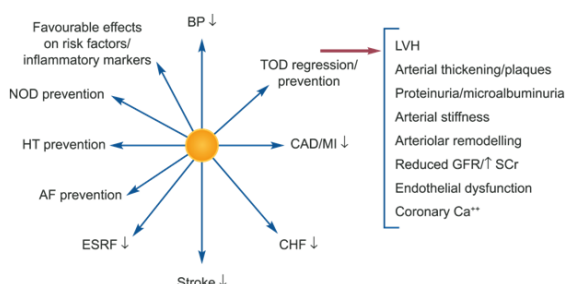 BP ↓
Favourable effects
on risk factors/
inflammatory markers
TOD regression/
prevention
NOD prevention
HT prevention
CAD/MI ↓
AF prevention
ESRF ↓
CHF ↓
Stroke ↓
LVH
Arterial thickening/plaques
Proteinuria/microalbuminuria
Arterial stiffness
Arteriolar remodelling
Reduced GFR/↑ SCr
Endothelial dysfunction
Coronary Ca⁺⁺